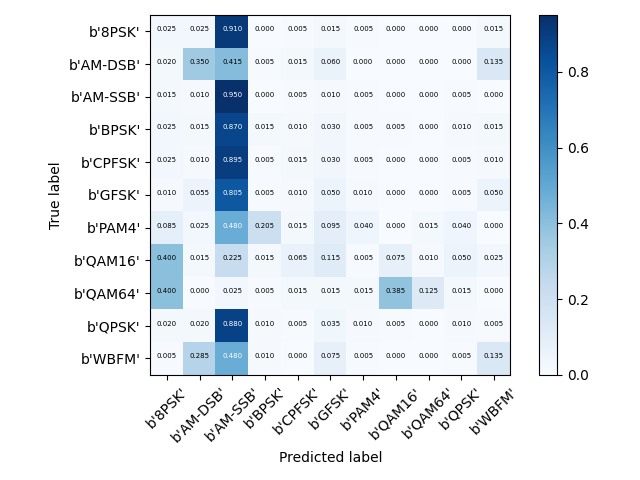 b'8PSK' 0.025 0.025 0.910 0.000 0.005 0.015 0.005 0.000 0.000 0.000 0.015
b'AM-DSB' 0.020 0.350 0.415 0.005 0.015 0.060 0.000 0.000 0.000 0.000 0.135
b'AM-SSB' 0.015 0.010 0.950 0.000 0.005 0.010 0.005 0.000 0.000 0.005 0.000
b'BPSK' 0.025 0.015 0.870 0.015 0.010 0.030 0.005 0.005 0.000 0.010 0.015
b'CPFSK' 0.025 0.010 0.895 0.005 0.015 0.030 0.005 0.000 0.000 0.005 0.010
b'GFSK' 0.010 0.055 0.805 0.005 0.010 0.050 0.010 0.000 0.000 0.005 0.050
b'PAM4' 0.085 0.025 0.480 0.205 0.015 0.095 0.040 0.000 0.015 0.040 0.000
b'QAM16' 0.400 0.015 0.225 0.015 0.065 0.115 0.005 0.075 0.010 0.050 0.025
b'QAM64' 0.400 0.000 0.025 0.005 0.015 0.015 0.015 0.385 0.125 0.015 0.000
b'QPSK' 0.020 0.020 0.880 0.010 0.005 0.035 0.010 0.005 0.000 0.010 0.005
b'WBFM' 0.005 0.285 0.480 0.010 0.000 0.075 0.005 0.000 0.000 0.005 0.135
b'8PSK' b'AM-DSB' b'AM-SSB' b'BPSK' b'CPFSK' b'GFSK' b'PAM4' b'QAM16' b'QAM64' b'QPSK' b'WBFM'
Predicted label
True label
0.8
0.6
0.4
0.2
0.0